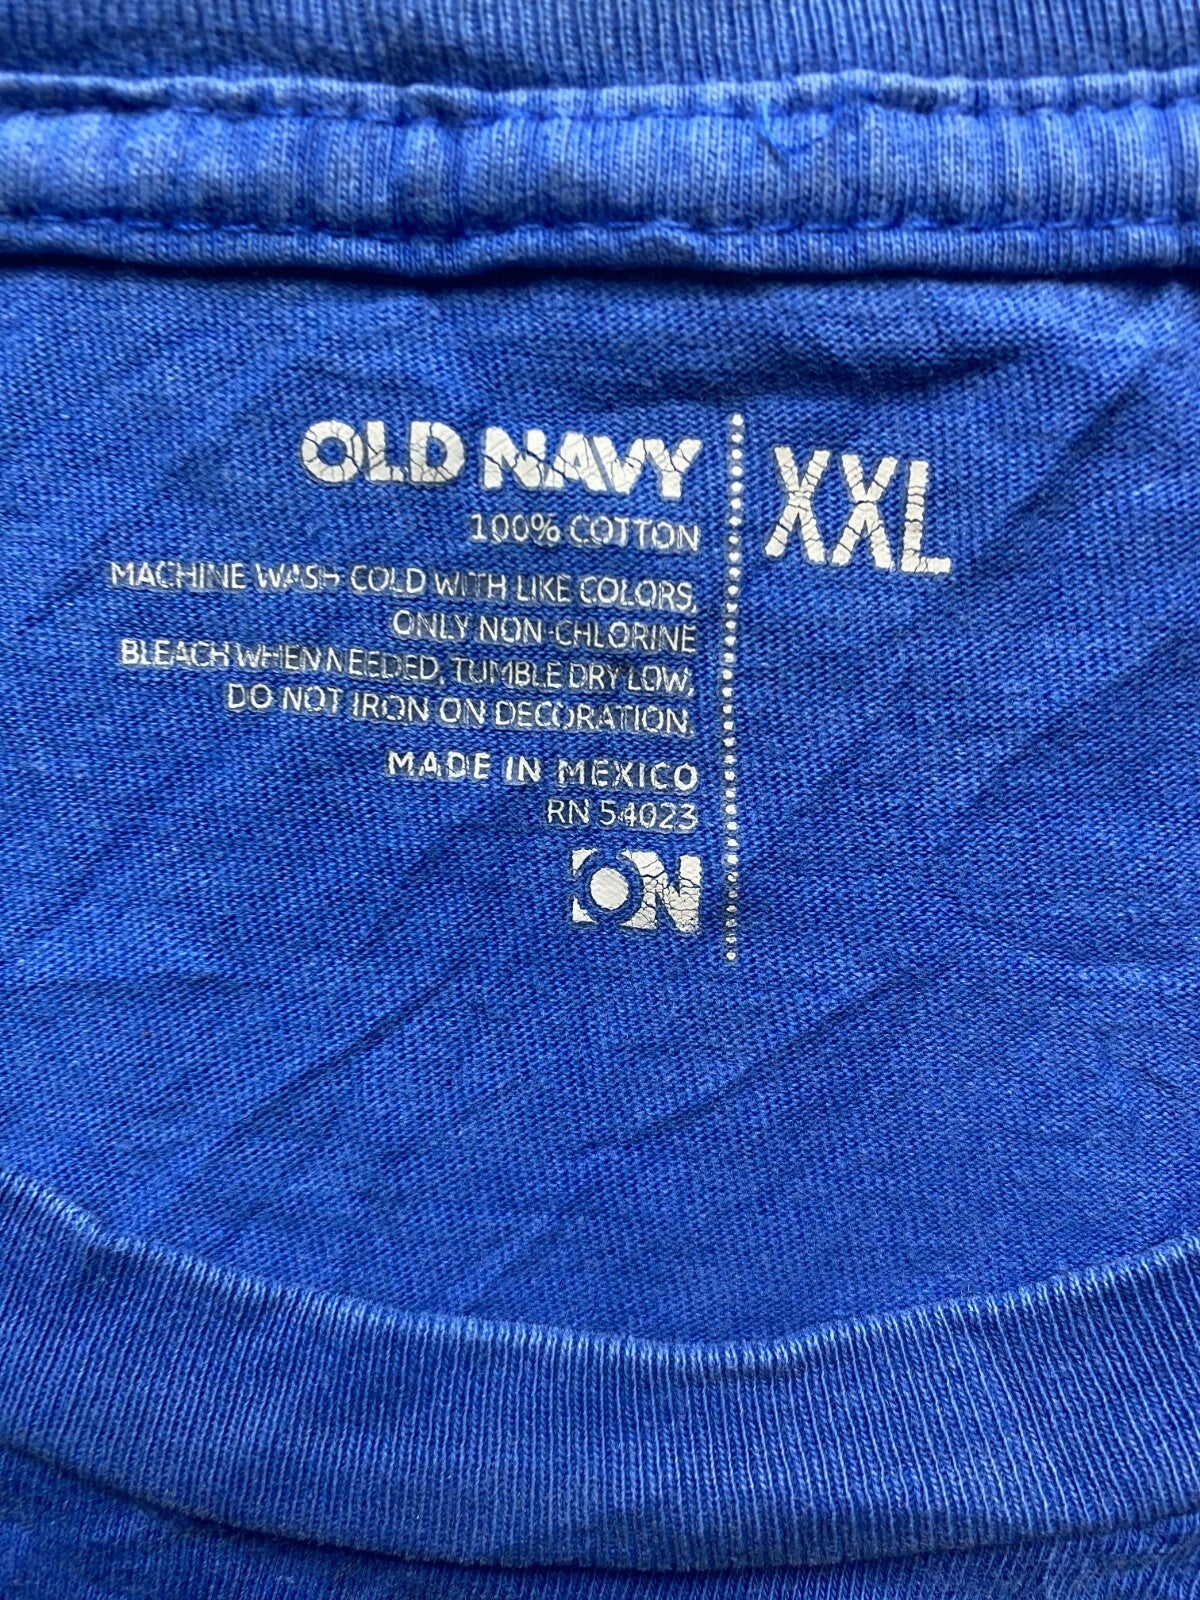 OLD NAVY
XXL
100% COTTON
MACHINE WASH COLD WITH LIKE COLORS,
ONLY NON-CHLORINE
BLEACH WHEN NEEDED, TUMBLE DRY LOW,
DO NOT IRON ON DECORATION.
MADE IN MEXICO
RN 54023
ON